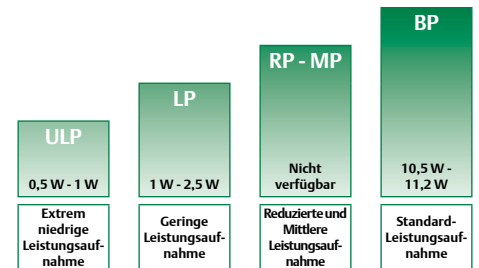 BP
RP - MP
LP
ULP
0,5 W - 1 W
1 W - 2,5 W
Nicht
verfügbar
10,5 W -
11,2 W
Extrem
niedrige
Leistungsauf-
nahme
Geringe
Leistungsauf-
nahme
Reduzierte und
Mittlere
Leistungsauf-
nahme
Standard-
Leistungsauf-
nahme